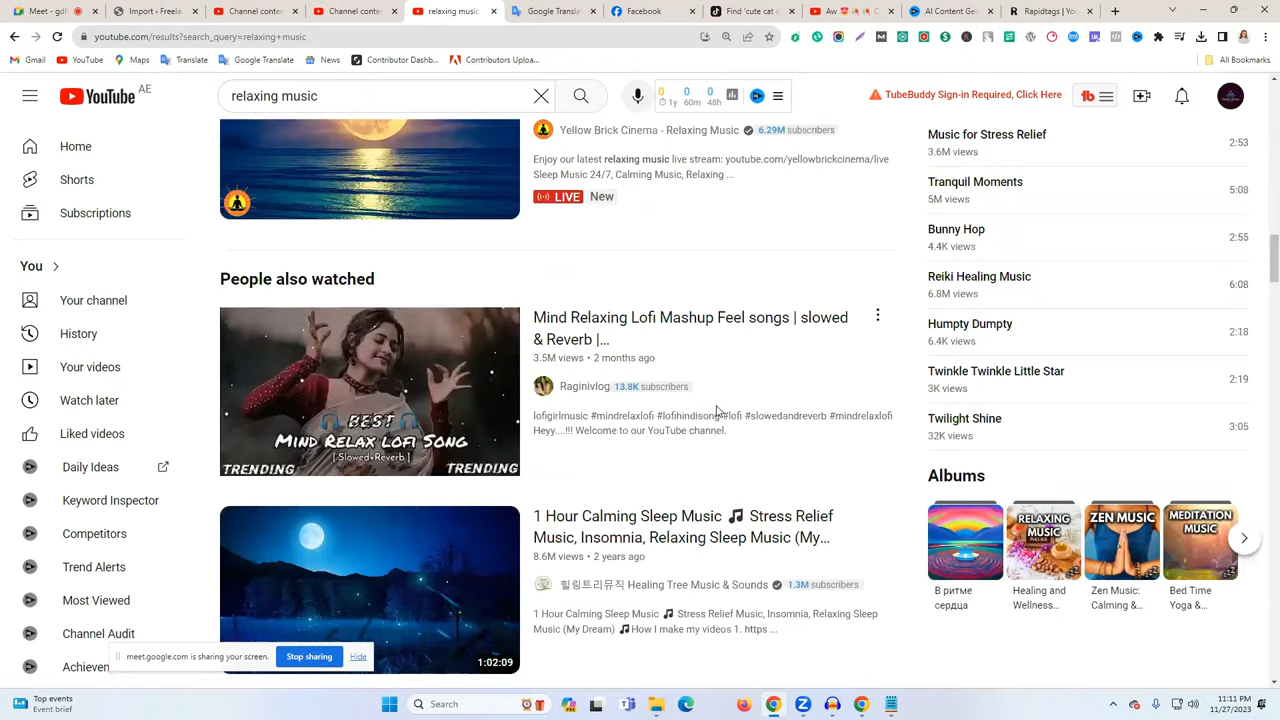 Meet -
Import ‹ Freela
Channel conter
Channel conter
relaxing music
Google Transla
Facebook
Find cute cat s
Aw
AI Content Gen
Rapidtags | You
youtube.com/results?search_query=relaxing+music
Gmail
YouTube
Maps
Translate
Google Translate
News
Contributor Dashb...
Contributors Uploa...
All Bookmarks
YouTube AE
relaxing music
0 0 0
1y 60m 48h
TubeBuddy Sign-in Required, Click Here
Home
Shorts
Subscriptions
You
Your channel
History
Your videos
Watch later
Liked videos
Daily Ideas
Keyword Inspector
Competitors
Trend Alerts
Most Viewed
Channel Audit
Achieven
Yellow Brick Cinema - Relaxing Music 6.29M subscribers
Enjoy our latest relaxing music live stream: youtube.com/yellowbrickcinema/live
Sleep Music 24/7, Calming Music, Relaxing ...
LIVE New
People also watched
BEST
MIND RELAX LOFI SONG
[ Slowed+Reverb ]
TRENDING TRENDING
Mind Relaxing Lofi Mashup Feel songs | slowed
& Reverb |...
3.5M views • 2 months ago
Raginivlog 13.8K subscribers
lofigirlmusic #mindrelaxlofi #lofihindisong #lofi #slowedandreverb #mindrelaxlofi
Heyy....!!! Welcome to our YouTube channel.
1:02:09
1 Hour Calming Sleep Music 🎵 Stress Relief
Music, Insomnia, Relaxing Sleep Music (My...
8.6M views • 2 years ago
힐링트리뮤직 Healing Tree Music & Sounds 1.3M subscribers
1 Hour Calming Sleep Music 🎵 Stress Relief Music, Insomnia, Relaxing Sleep
Music (My Dream) 🎵How I make my videos 1. https ...
Music for Stress Relief
3.6M views
2:53
Tranquil Moments
5M views
5:08
Bunny Hop
4.4K views
2:55
Reiki Healing Music
6.8M views
6:08
Humpty Dumpty
6.4K views
2:18
Twinkle Twinkle Little Star
3K views
2:19
Twilight Shine
32K views
3:05
Albums
RELAXING
MUSIC
ZEN MUSIC
MEDITATION
MUSIC
В ритме
сердца
Healing and
Wellness...
Zen Music:
Calming &...
Bed Time
Yoga &...
meet.google.com is sharing your screen.
Stop sharing
Hide
Top events
Event brief
Search
11:11 PM
11/27/2023